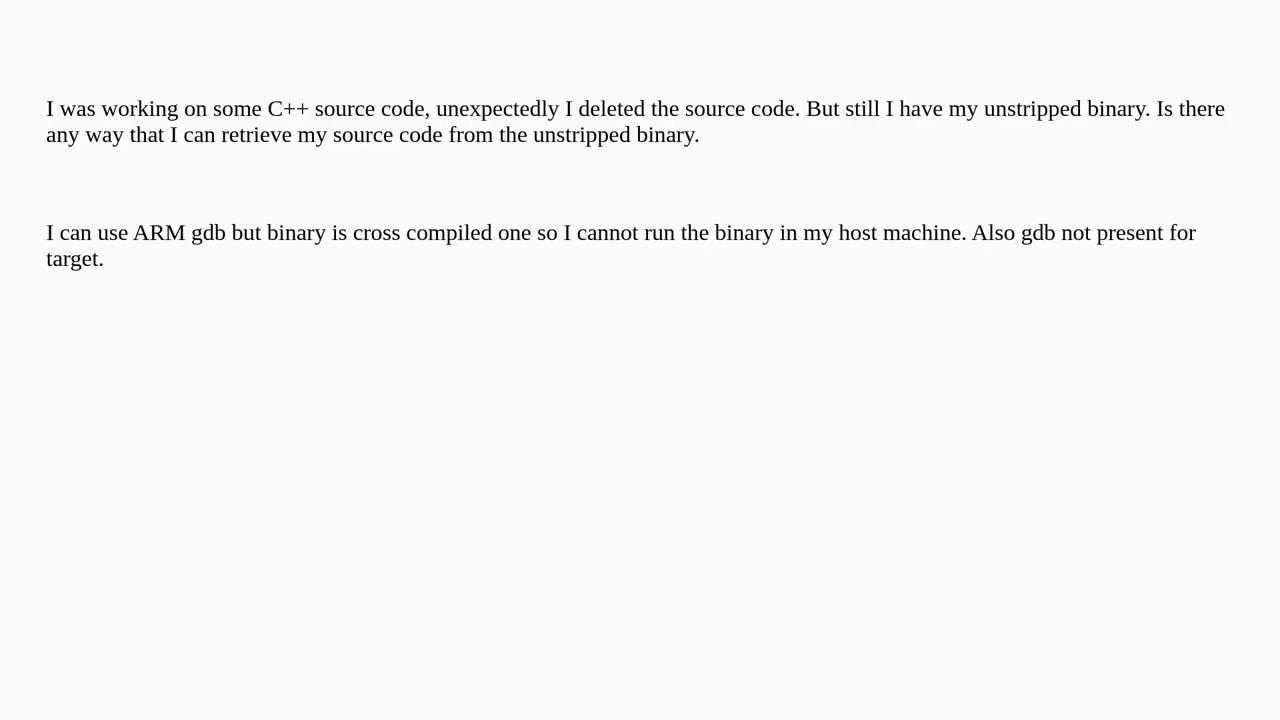 I was working on some C++ source code, unexpectedly I deleted the source code. But still I have my unstripped binary. Is there
any way that I can retrieve my source code from the unstripped binary.
I can use ARM gdb but binary is cross compiled one so I cannot run the binary in my host machine. Also gdb not present for
target.